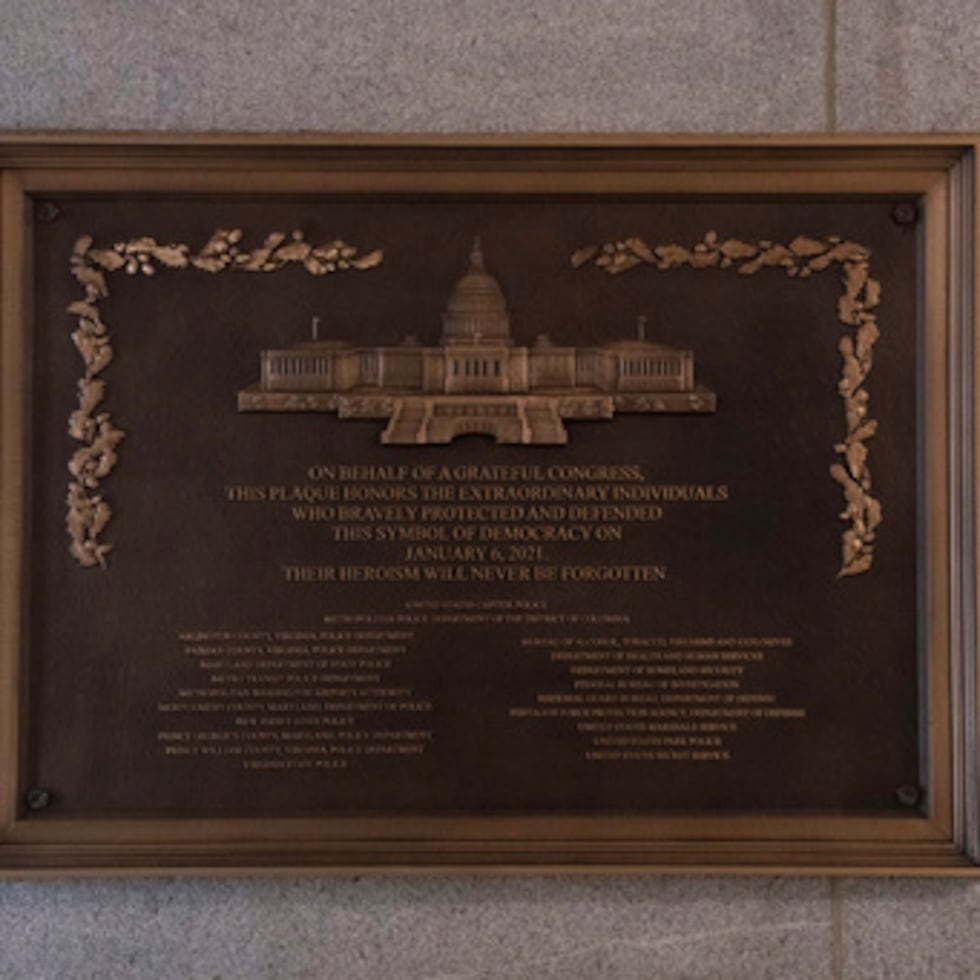 ON BEHALF OF A GRATEFUL CONGRESS,
THIS PLAQUE HONORS THE EXTRAORDINARY INDIVIDUALS
WHO BRAVELY PROTECTED AND DEFENDED
THIS SYMBOL OF DEMOCRACY ON
JANUARY 6, 2021.
THEIR HEROISM WILL NEVER BE FORGOTTEN.
UNITED STATES CAPITOL POLICE
METROPOLITAN POLICE DEPARTMENT OF THE DISTRICT OF COLUMBIA
ARLINGTON COUNTY, VIRGINIA, POLICE DEPARTMENT
FAIRFAX COUNTY, VIRGINIA, POLICE DEPARTMENT
MARYLAND DEPARTMENT OF STATE POLICE
METRO TRANSIT POLICE DEPARTMENT
METROPOLITAN WASHINGTON AIRPORTS AUTHORITY
MONTGOMERY COUNTY, MARYLAND, DEPARTMENT OF POLICE
NEW JERSEY STATE POLICE
PRINCE GEORGE'S COUNTY, MARYLAND, POLICE DEPARTMENT
PRINCE WILLIAM COUNTY, VIRGINIA, POLICE DEPARTMENT
VIRGINIA STATE POLICE
BUREAU OF ALCOHOL, TOBACCO, FIREARMS AND EXPLOSIVES
DEPARTMENT OF HEALTH AND HUMAN SERVICES
DEPARTMENT OF HOMELAND SECURITY
FEDERAL BUREAU OF INVESTIGATION
NATIONAL GUARD BUREAU, DEPARTMENT OF DEFENSE
PENTAGON FORCE PROTECTION AGENCY, DEPARTMENT OF DEFENSE
UNITED STATES MARSHALS SERVICE
UNITED STATES PARK POLICE
UNITED STATES SECRET SERVICE